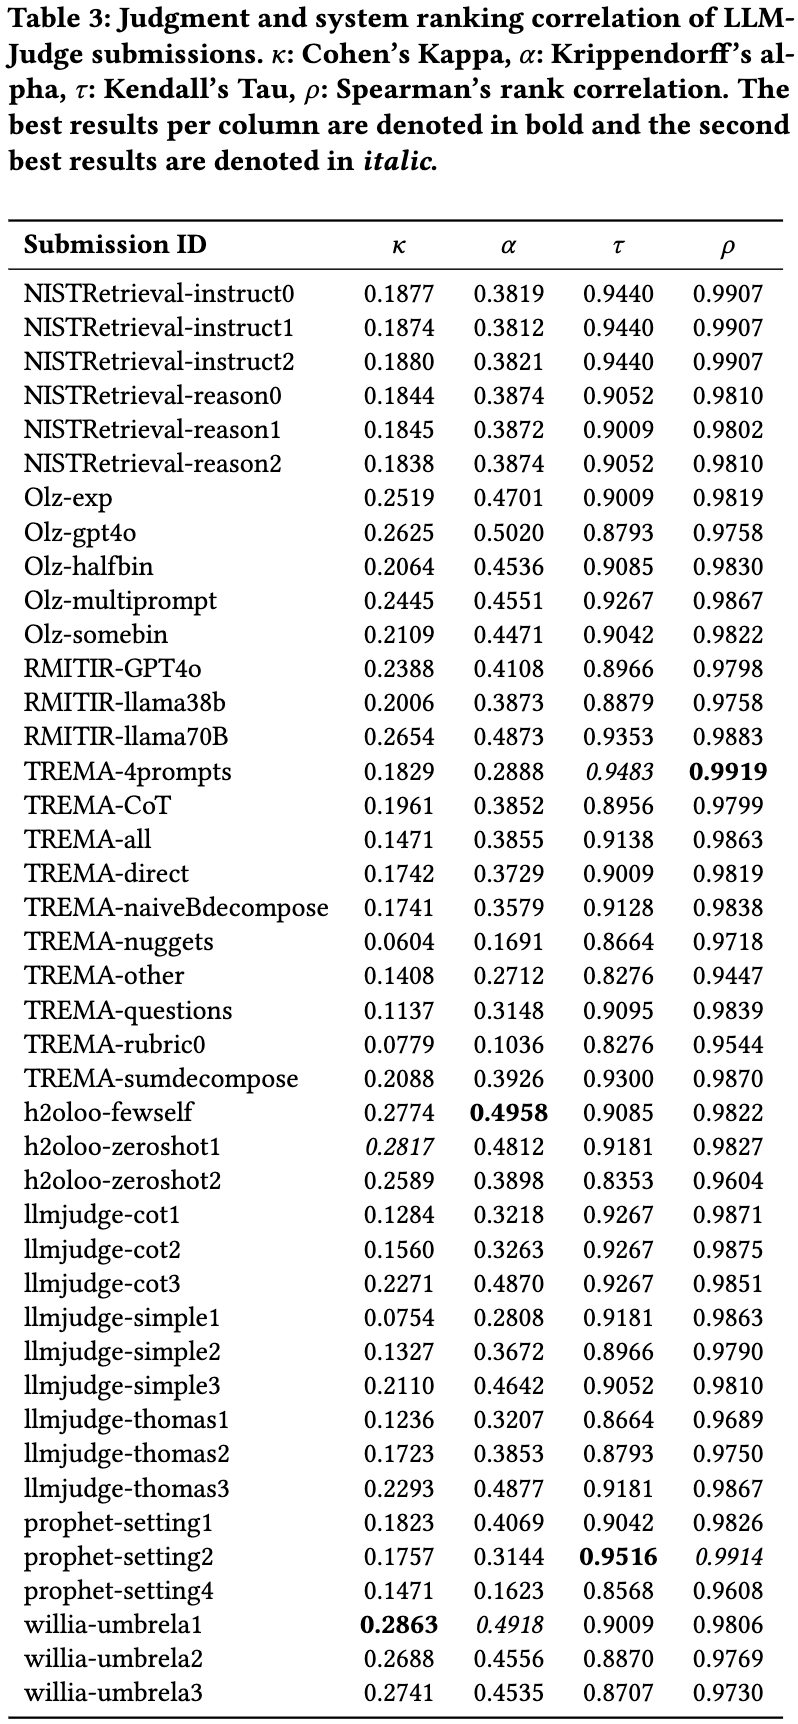 Table 3: Judgment and system ranking correlation of LLM-
Judge submissions. κ: Cohen's Kappa, α: Krippendorff's al-
pha, τ: Kendall's Tau, ρ: Spearman's rank correlation. The
best results per column are denoted in bold and the second
best results are denoted in italic.
Submission ID κ α τ ρ
NISTRetrieval-instruct0 0.1877 0.3819 0.9440 0.9907
NISTRetrieval-instruct1 0.1874 0.3812 0.9440 0.9907
NISTRetrieval-instruct2 0.1880 0.3821 0.9440 0.9907
NISTRetrieval-reason0 0.1844 0.3874 0.9052 0.9810
NISTRetrieval-reason1 0.1845 0.3872 0.9009 0.9802
NISTRetrieval-reason2 0.1838 0.3874 0.9052 0.9810
Olz-exp 0.2519 0.4701 0.9009 0.9819
Olz-gpt4o 0.2625 0.5020 0.8793 0.9758
Olz-halfbin 0.2064 0.4536 0.9085 0.9830
Olz-multiprompt 0.2445 0.4551 0.9267 0.9867
Olz-somebin 0.2109 0.4471 0.9042 0.9822
RMITIR-GPT4o 0.2388 0.4108 0.8966 0.9798
RMITIR-llama38b 0.2006 0.3873 0.8879 0.9758
RMITIR-llama70B 0.2654 0.4873 0.9353 0.9883
TREMA-4prompts 0.1829 0.2888 0.9483 0.9919
TREMA-CoT 0.1961 0.3852 0.8956 0.9799
TREMA-all 0.1471 0.3855 0.9138 0.9863
TREMA-direct 0.1742 0.3729 0.9009 0.9819
TREMA-naiveBdecompose 0.1741 0.3579 0.9128 0.9838
TREMA-nuggets 0.0604 0.1691 0.8664 0.9718
TREMA-other 0.1408 0.2712 0.8276 0.9447
TREMA-questions 0.1137 0.3148 0.9095 0.9839
TREMA-rubric0 0.0779 0.1036 0.8276 0.9544
TREMA-sumdecompose 0.2088 0.3926 0.9300 0.9870
h2oloo-fewself 0.2774 0.4958 0.9085 0.9822
h2oloo-zeroshot1 0.2817 0.4812 0.9181 0.9827
h2oloo-zeroshot2 0.2589 0.3898 0.8353 0.9604
llmjudge-cot1 0.1284 0.3218 0.9267 0.9871
llmjudge-cot2 0.1560 0.3263 0.9267 0.9875
llmjudge-cot3 0.2271 0.4870 0.9267 0.9851
llmjudge-simple1 0.0754 0.2808 0.9181 0.9863
llmjudge-simple2 0.1327 0.3672 0.8966 0.9790
llmjudge-simple3 0.2110 0.4642 0.9052 0.9810
llmjudge-thomas1 0.1236 0.3207 0.8664 0.9689
llmjudge-thomas2 0.1723 0.3853 0.8793 0.9750
llmjudge-thomas3 0.2293 0.4877 0.9181 0.9867
prophet-setting1 0.1823 0.4069 0.9042 0.9826
prophet-setting2 0.1757 0.3144 0.9516 0.9914
prophet-setting4 0.1471 0.1623 0.8568 0.9608
willia-umbrela1 0.2863 0.4918 0.9009 0.9806
willia-umbrela2 0.2688 0.4556 0.8870 0.9769
willia-umbrela3 0.2741 0.4535 0.8707 0.9730